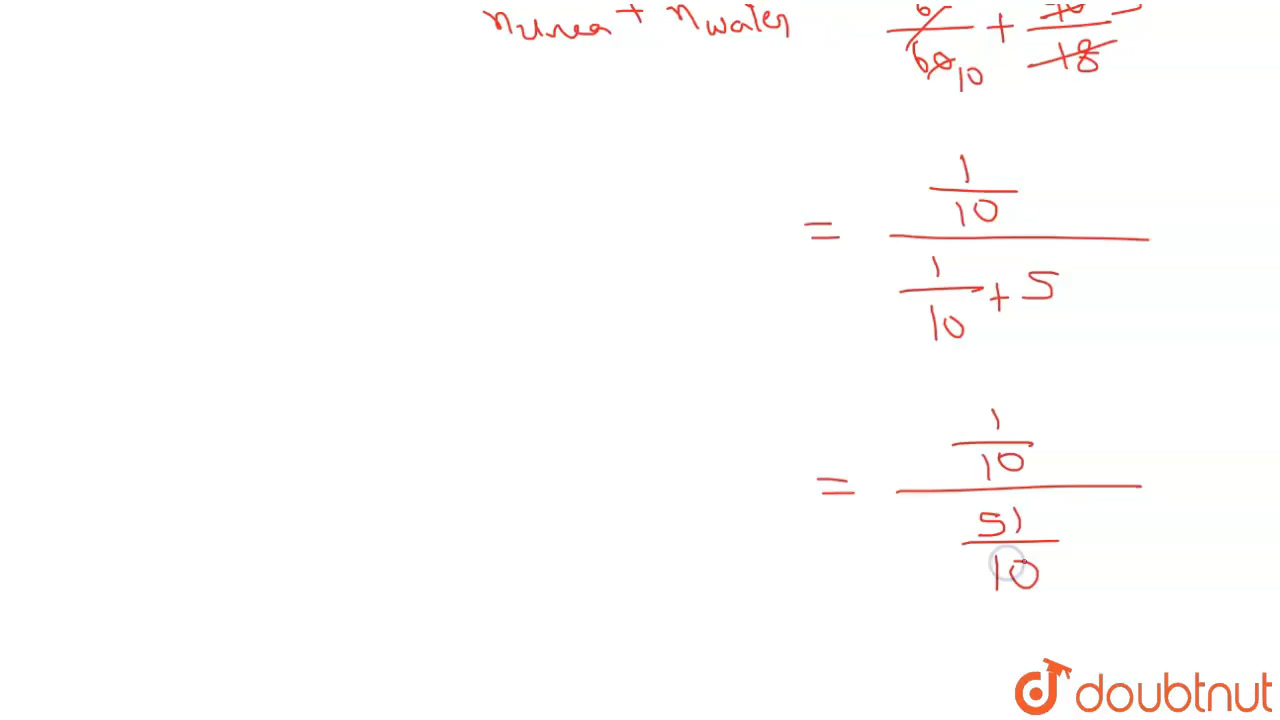 n urea + n water 6/60 10 + /18
= 1/10 / 1/10 + 5
= 1/10 / 51/10
doubtnut